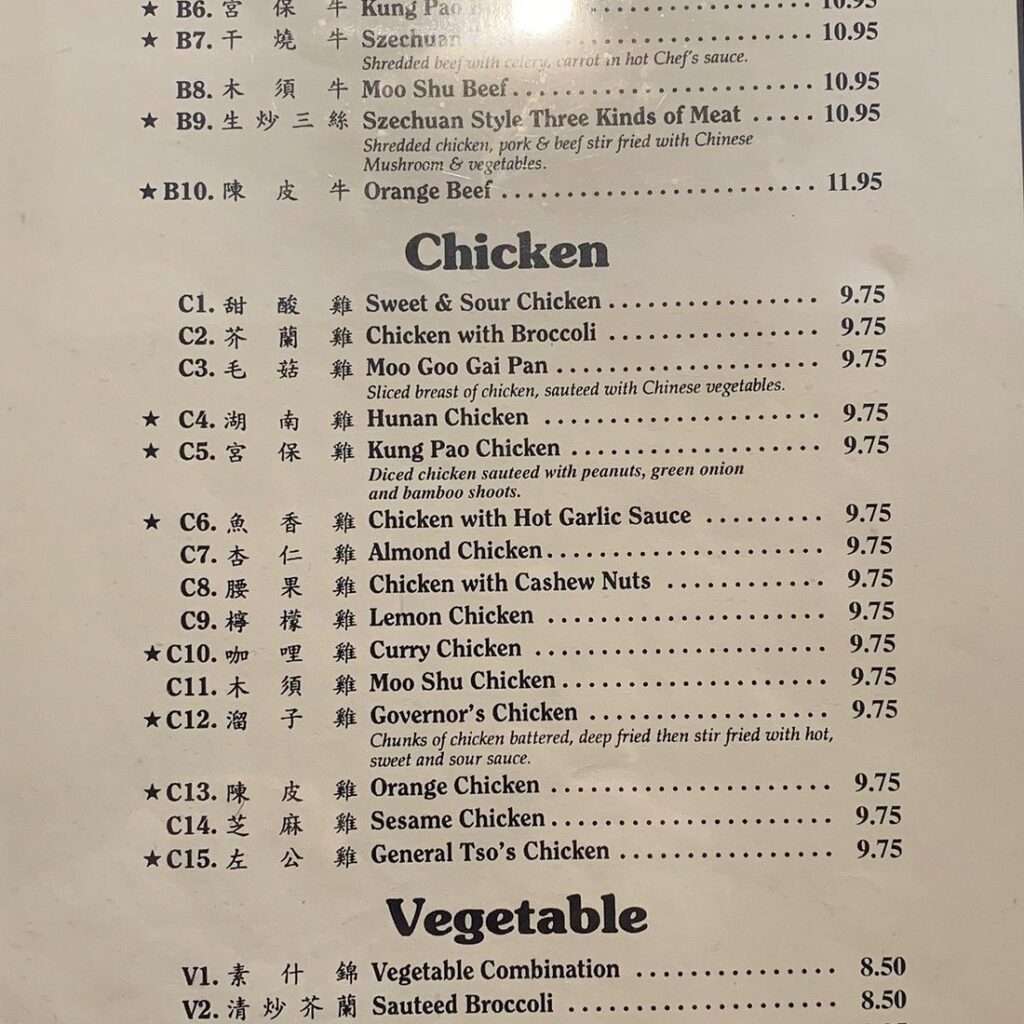 ★ B6. 宮保牛 Kung Pao 10.95
★ B7. 干燒牛 Szechuan 10.95
Shredded beef with celery, carrot in hot Chef's sauce.
B8. 木須牛 Moo Shu Beef 10.95
★ B9. 生炒三絲 Szechuan Style Three Kinds of Meat 10.95
Shredded chicken, pork & beef stir fried with Chinese
Mushroom & vegetables.
★ B10. 陳皮牛 Orange Beef 11.95
Chicken
C1. 甜酸雞 Sweet & Sour Chicken 9.75
C2. 芥蘭雞 Chicken with Broccoli 9.75
C3. 毛菇雞 Moo Goo Gai Pan 9.75
Sliced breast of chicken, sauteed with Chinese vegetables.
★ C4. 湖南雞 Hunan Chicken 9.75
★ C5. 宮保雞 Kung Pao Chicken 9.75
Diced chicken sauteed with peanuts, green onion
and bamboo shoots.
★ C6. 魚香雞 Chicken with Hot Garlic Sauce 9.75
C7. 杏仁雞 Almond Chicken 9.75
C8. 腰果雞 Chicken with Cashew Nuts 9.75
C9. 檸檬雞 Lemon Chicken 9.75
★ C10. 咖哩雞 Curry Chicken 9.75
C11. 木須雞 Moo Shu Chicken 9.75
★ C12. 溜子雞 Governor's Chicken 9.75
Chunks of chicken battered, deep fried then stir fried with hot,
sweet and sour sauce.
★ C13. 陳皮雞 Orange Chicken 9.75
C14. 芝麻雞 Sesame Chicken 9.75
★ C15. 左公雞 General Tso's Chicken 9.75
Vegetable
V1. 素什錦 Vegetable Combination 8.50
V2. 清炒芥蘭 Sauteed Broccoli 8.50